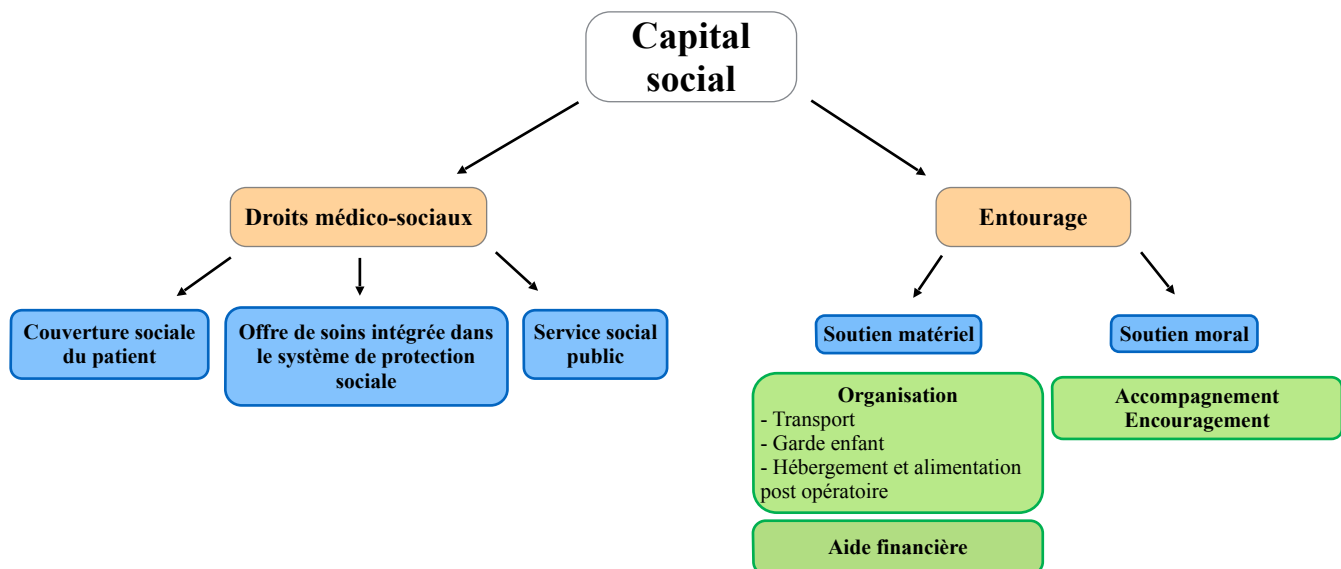 Capital
social
Droits médico-sociaux
Entourage
Couverture sociale
du patient
Offre de soins intégrée dans
le système de protection
sociale
Service social
public
Soutien matériel
Soutien moral
Organisation
- Transport
- Garde enfant
- Hébergement et alimentation
post opératoire
Accompagnement
Encouragement
Aide financière